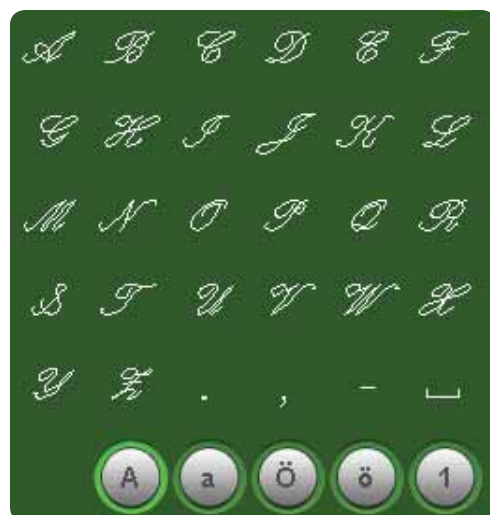 A B C D E F
G H I J K L
M N O P Q R
S T U V W X
Y Z . , - ⎵
A a Ö ö 1